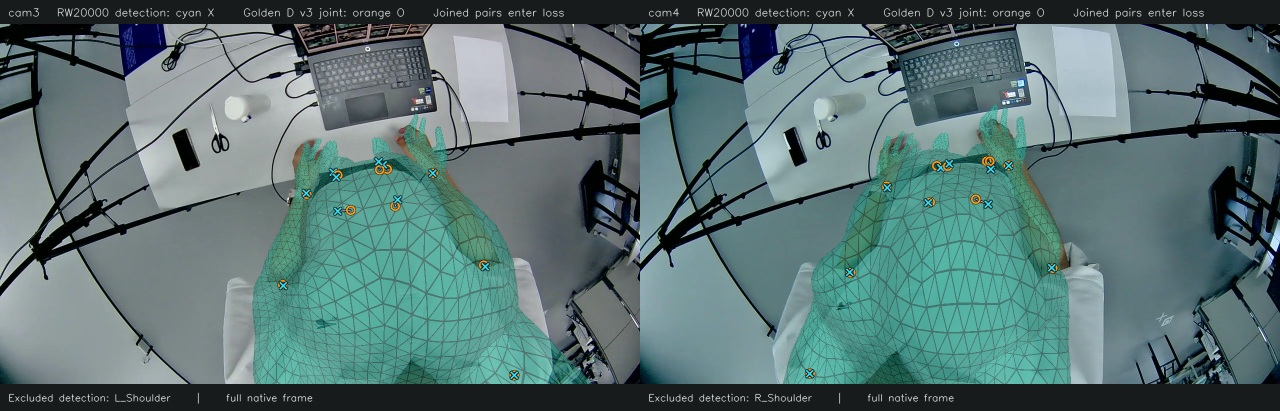 cam3 RW20000 detection: cyan X Golden D v3 joint: orange O Joined pairs enter loss
cam4 RW20000 detection: cyan X Golden D v3 joint: orange O Joined pairs enter loss
Excluded detection: L_Shoulder | full native frame
Excluded detection: R_Shoulder | full native frame